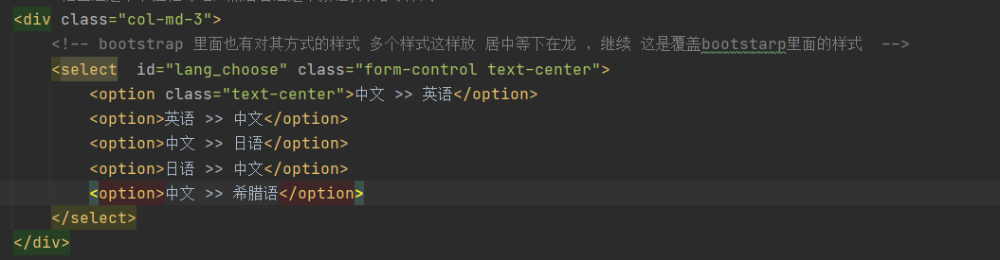 <div class="col-md-3">
<!-- bootstrap 里面也有对其方式的样式 多个样式这样放 居中等下在龙 , 继续 这是覆盖bootstarp里面的样式  -->
<select  id="lang_choose" class="form-control text-center">
<option class="text-center">中文 >> 英语</option>
<option>英语 >> 中文</option>
<option>中文 >> 日语</option>
<option>日语 >> 中文</option>
<option>中文 >> 希腊语</option>
</select>
</div>